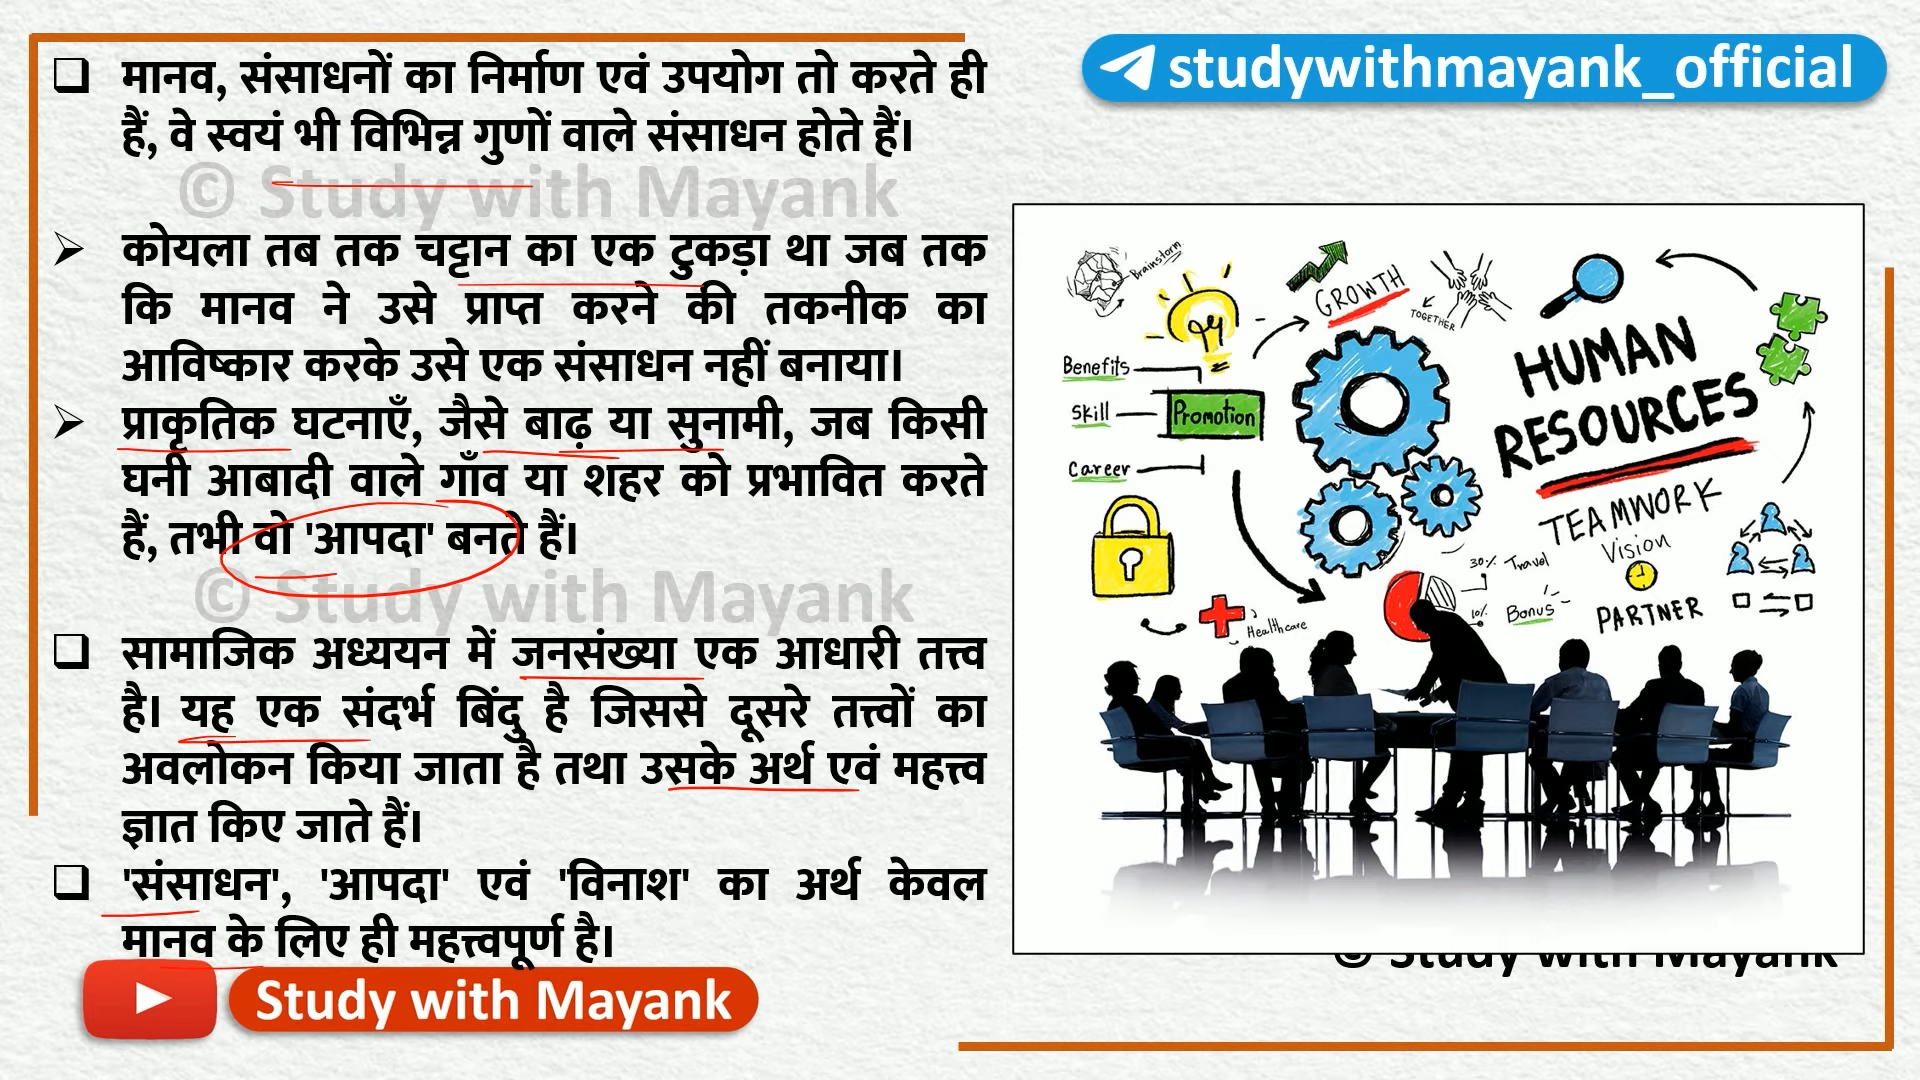 मानव, संसाधनों का निर्माण एवं उपयोग तो करते ही
हैं, वे स्वयं भी विभिन्न गुणों वाले संसाधन होते हैं।
© Study with Mayank
कोयला तब तक चट्टान का एक टुकड़ा था जब तक
कि मानव ने उसे प्राप्त करने की तकनीक का
आविष्कार करके उसे एक संसाधन नहीं बनाया।
प्राकृतिक घटनाएँ, जैसे बाढ़ या सुनामी, जब किसी
घनी आबादी वाले गाँव या शहर को प्रभावित करते
हैं, तभी वो 'आपदा' बनते हैं।
© Study with Mayank
सामाजिक अध्ययन में जनसंख्या एक आधारी तत्त्व
है। यह एक संदर्भ बिंदु है जिससे दूसरे तत्त्वों का
अवलोकन किया जाता है तथा उसके अर्थ एवं महत्त्व
ज्ञात किए जाते हैं।
'संसाधन', 'आपदा' एवं 'विनाश' का अर्थ केवल
मानव के लिए ही महत्त्वपूर्ण है।
Study with Mayank
studywithmayank_official
Brainstorm
GROWTH
TOGETHER
Benefits
Skill
Promotion
Career
HUMAN
RESOURCES
TEAMWORK
Vision
30% Travel
10%
Bonus
PARTNER
Healthcare
© Study with Mayank